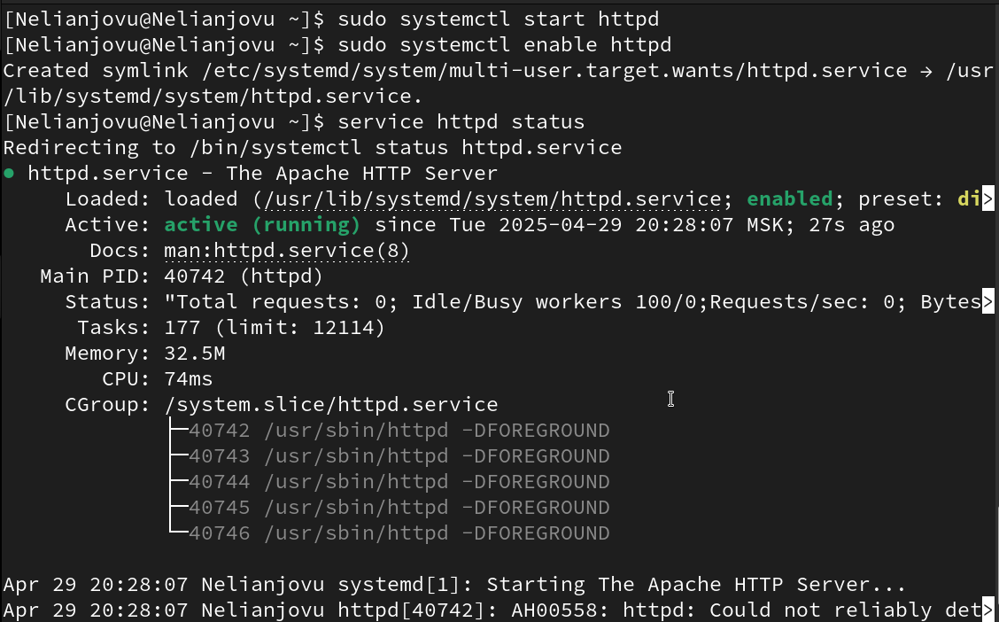 [Nelianjovu@Nelianjovu ~]$ sudo systemctl start httpd
[Nelianjovu@Nelianjovu ~]$ sudo systemctl enable httpd
Created symlink /etc/systemd/system/multi-user.target.wants/httpd.service → /usr
/lib/systemd/system/httpd.service.
[Nelianjovu@Nelianjovu ~]$ service httpd status
Redirecting to /bin/systemctl status httpd.service
● httpd.service - The Apache HTTP Server
     Loaded: loaded (/usr/lib/systemd/system/httpd.service; enabled; preset: di>
     Active: active (running) since Tue 2025-04-29 20:28:07 MSK; 27s ago
       Docs: man:httpd.service(8)
   Main PID: 40742 (httpd)
     Status: "Total requests: 0; Idle/Busy workers 100/0;Requests/sec: 0; Bytes>
      Tasks: 177 (limit: 12114)
     Memory: 32.5M
        CPU: 74ms
     CGroup: /system.slice/httpd.service
             ├─40742 /usr/sbin/httpd -DFOREGROUND
             ├─40743 /usr/sbin/httpd -DFOREGROUND
             ├─40744 /usr/sbin/httpd -DFOREGROUND
             ├─40745 /usr/sbin/httpd -DFOREGROUND
             └─40746 /usr/sbin/httpd -DFOREGROUND
Apr 29 20:28:07 Nelianjovu systemd[1]: Starting The Apache HTTP Server...
Apr 29 20:28:07 Nelianjovu httpd[40742]: AH00558: httpd: Could not reliably det>